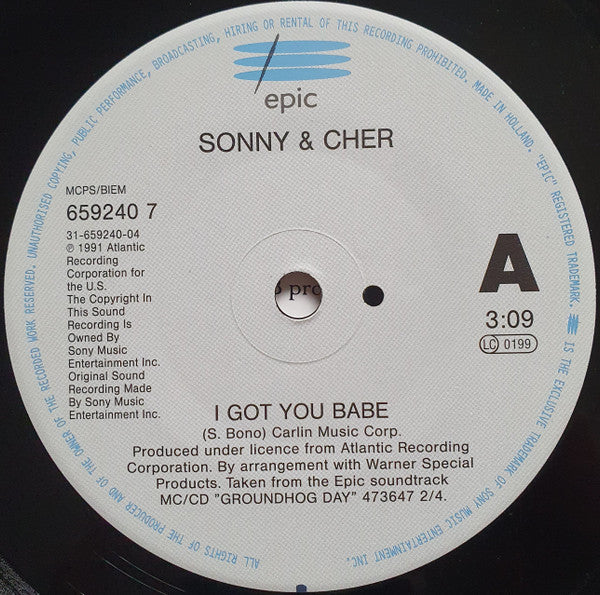 ALL RIGHTS OF THE PRODUCER AND OF THE OWNER OF THE RECORDED WORK RESERVED. UNAUTHORISED COPYING, PUBLIC PERFORMANCE, BROADCASTING, HIRING OR RENTAL OF THIS RECORDING PROHIBITED. MADE IN HOLLAND. "EPIC" REGISTERED TRADEMARK. IS THE EXCLUSIVE TRADEMARK OF SONY MUSIC ENTERTAINMENT INC.
epic
SONNY & CHER
MCPS/BIEM
659240 7
31-659240-04
℗ 1991 Atlantic
Recording
Corporation for
the U.S.
The Copyright In
This Sound
Recording Is
Owned By
Sony Music
Entertainment Inc.
Original Sound
Recording Made
By Sony Music
Entertainment Inc.
pro
A
3:09
LC 0199
I GOT YOU BABE
(S. Bono) Carlin Music Corp.
Produced under licence from Atlantic Recording
Corporation. By arrangement with Warner Special
Products. Taken from the Epic soundtrack
MC/CD "GROUNDHOG DAY" 473647 2/4.